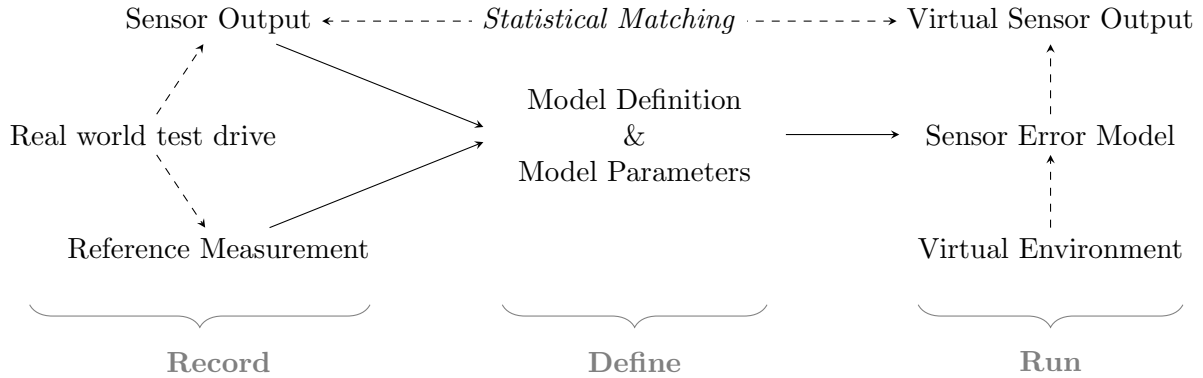 Sensor Output
Statistical Matching
Virtual Sensor Output
Real world test drive
Model Definition
&
Model Parameters
Sensor Error Model
Reference Measurement
Virtual Environment
Record
Define
Run